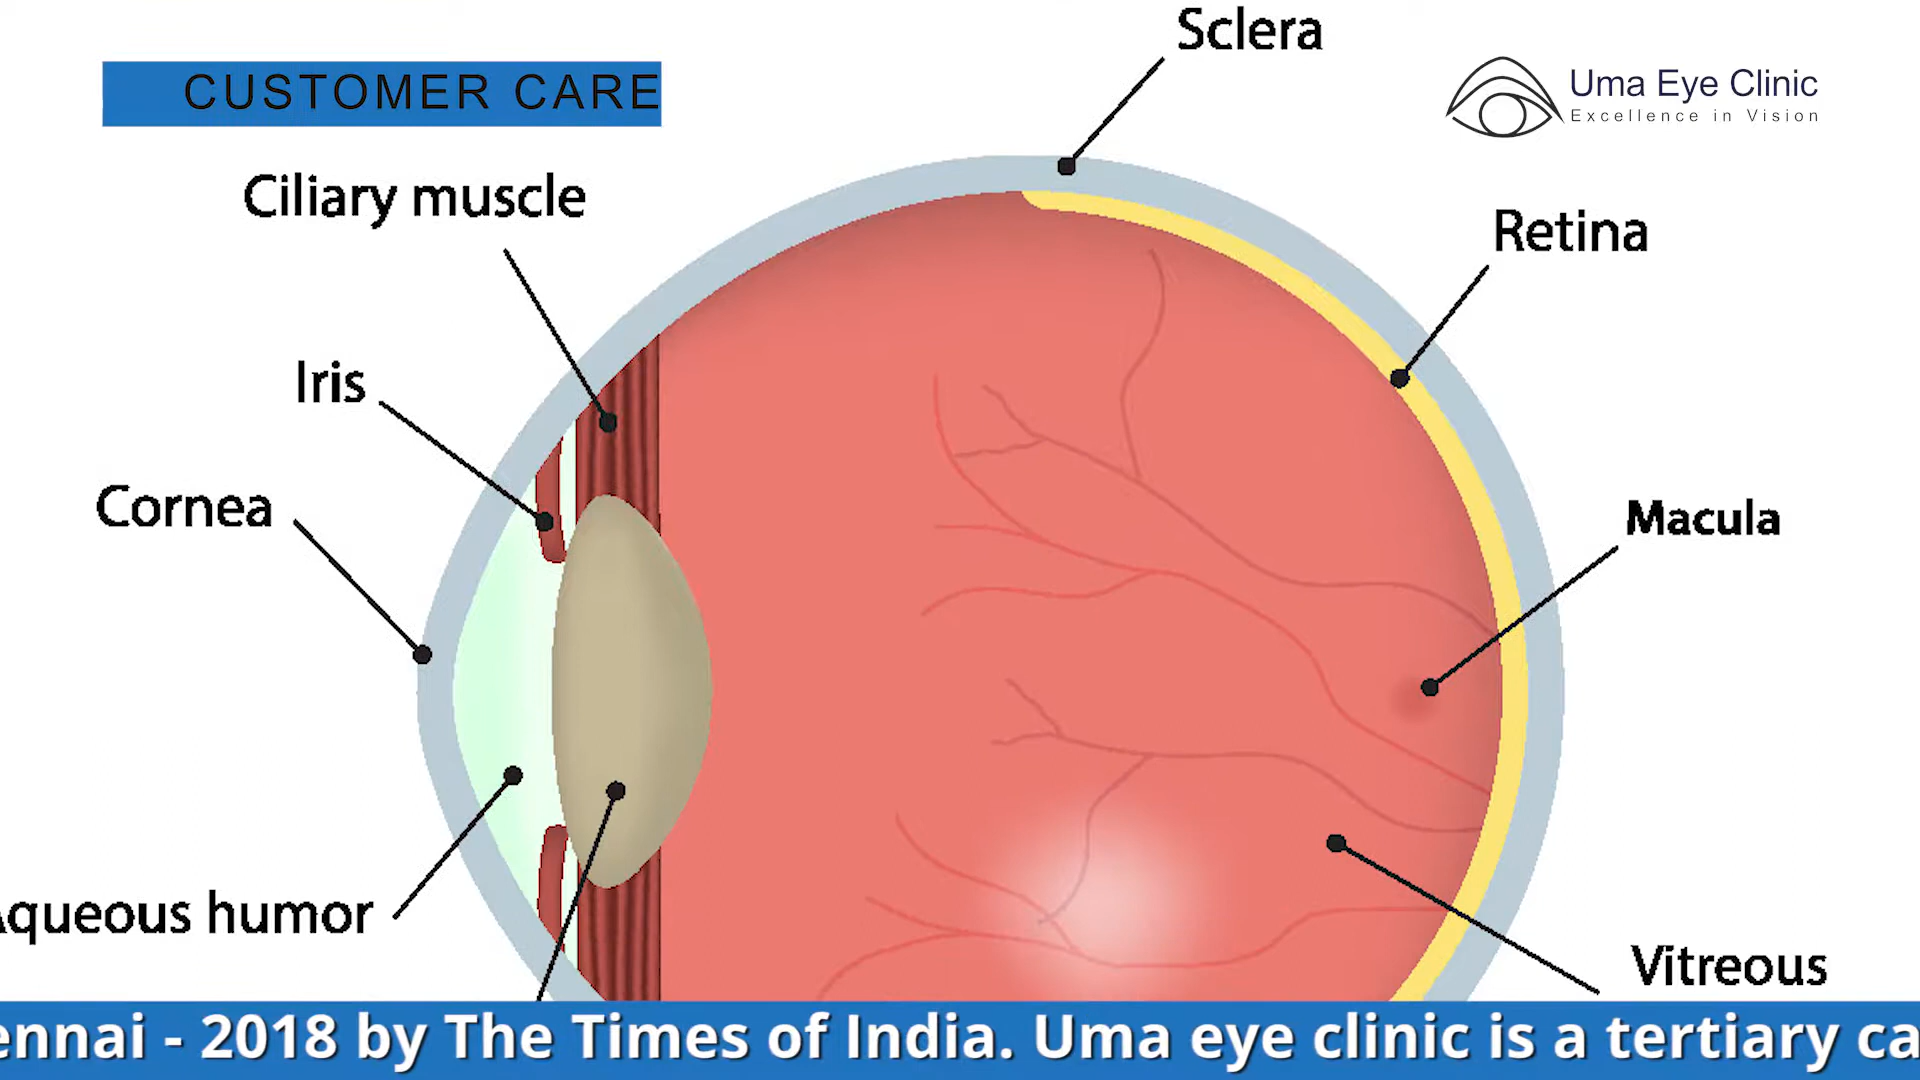 Sclera
CUSTOMER CARE
Uma Eye Clinic
Excellence in Vision
Ciliary muscle
Retina
Iris
Cornea
Macula
Aqueous humor
Vitreous
ennai - 2018 by The Times of India. Uma eye clinic is a tertiary ca